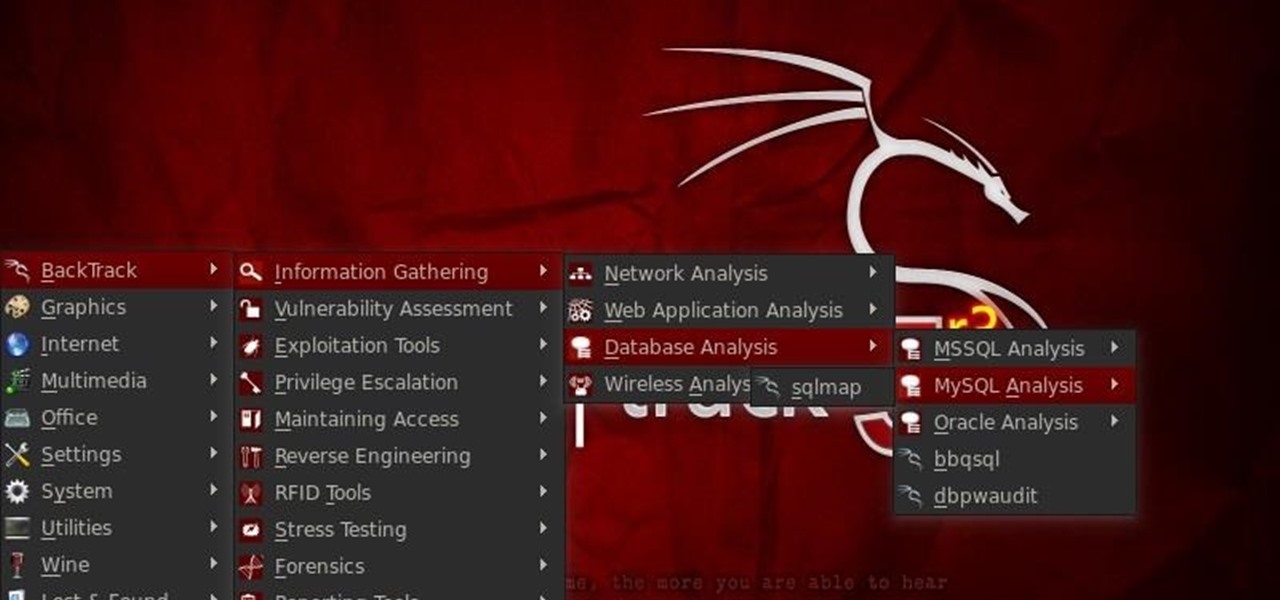 BackTrack
Graphics
Internet
Multimedia
Office
Settings
System
Utilities
Wine
Lost & Found
Information Gathering
Vulnerability Assessment
Exploitation Tools
Privilege Escalation
Maintaining Access
Reverse Engineering
RFID Tools
Stress Testing
Forensics
Reporting Tools
Network Analysis
Web Application Analysis
Database Analysis
Wireless Analys
sqlmap
MSSQL Analysis
MySQL Analysis
Oracle Analysis
bbqsql
dbpwaudit
r3
track
me, the more you are able to hear